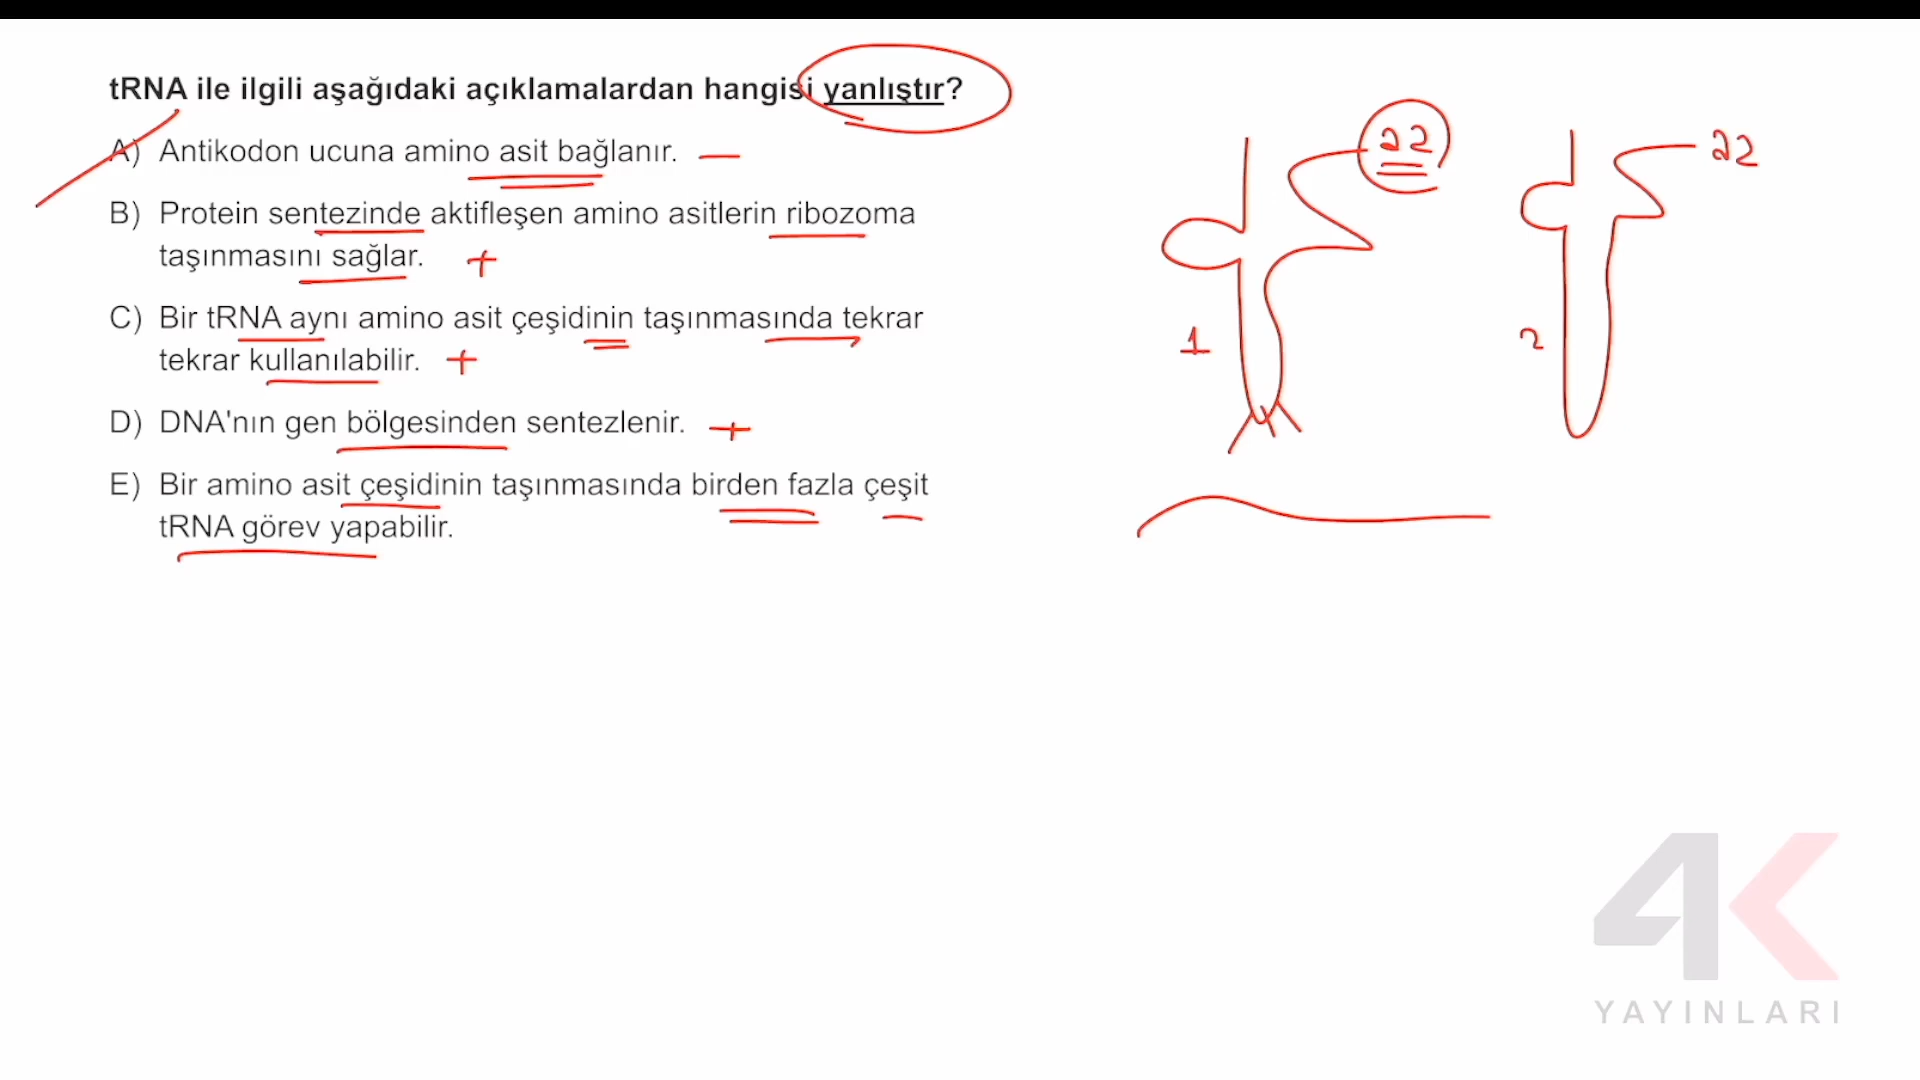 tRNA ile ilgili aşağıdaki açıklamalardan hangisi yanlıştır?
A) Antikodon ucuna amino asit bağlanır. –
B) Protein sentezinde aktifleşen amino asitlerin ribozoma
taşınmasını sağlar. +
C) Bir tRNA aynı amino asit çeşidinin taşınmasında tekrar
tekrar kullanılabilir. +
D) DNA'nın gen bölgesinden sentezlenir. +
E) Bir amino asit çeşidinin taşınmasında birden fazla çeşit
tRNA görev yapabilir.
22
22
1
2
4K
YAYINLARI